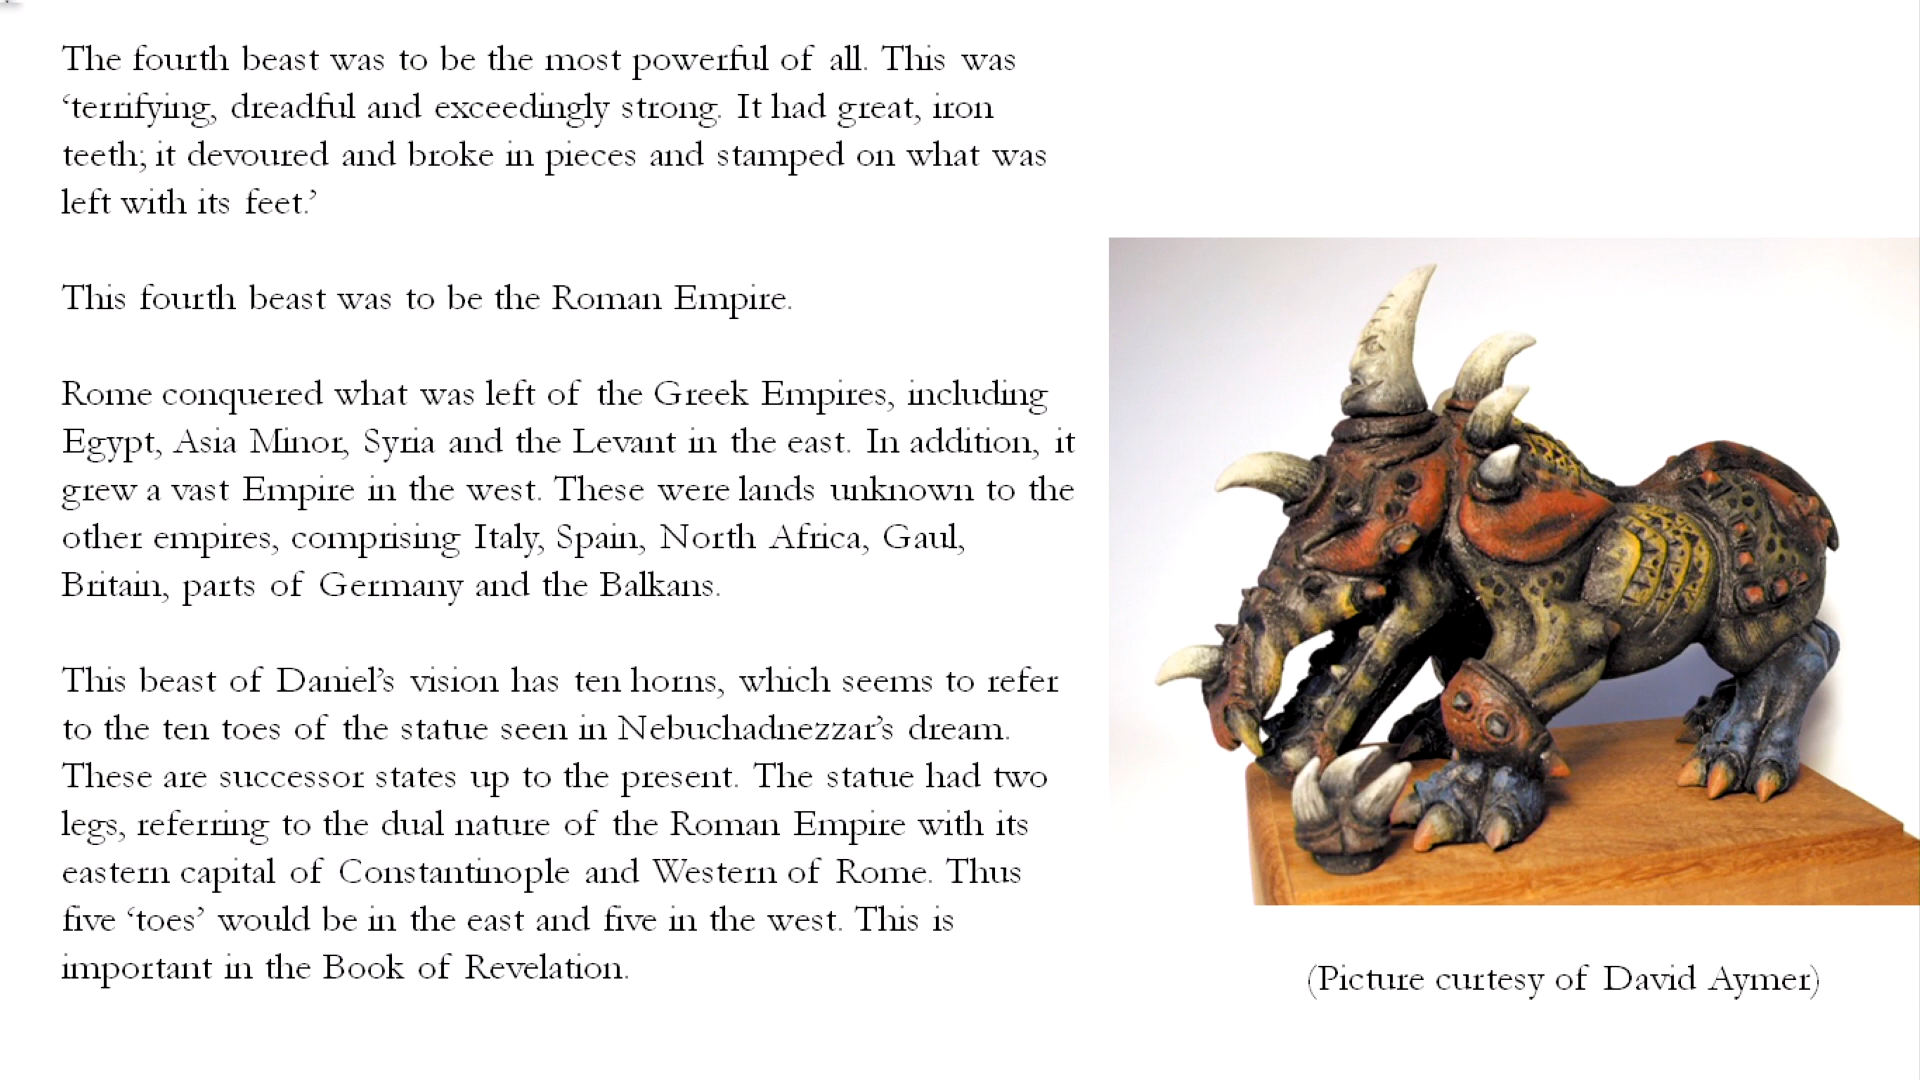 The fourth beast was to be the most powerful of all. This was
‘terrifying, dreadful and exceedingly strong. It had great, iron
teeth; it devoured and broke in pieces and stamped on what was
left with its feet.’
This fourth beast was to be the Roman Empire.
Rome conquered what was left of the Greek Empires, including
Egypt, Asia Minor, Syria and the Levant in the east. In addition, it
grew a vast Empire in the west. These were lands unknown to the
other empires, comprising Italy, Spain, North Africa, Gaul,
Britain, parts of Germany and the Balkans.
This beast of Daniel’s vision has ten horns, which seems to refer
to the ten toes of the statue seen in Nebuchadnezzar’s dream.
These are successor states up to the present. The statue had two
legs, referring to the dual nature of the Roman Empire with its
eastern capital of Constantinople and Western of Rome. Thus
five ‘toes’ would be in the east and five in the west. This is
important in the Book of Revelation.
(Picture curtesy of David Aymer)